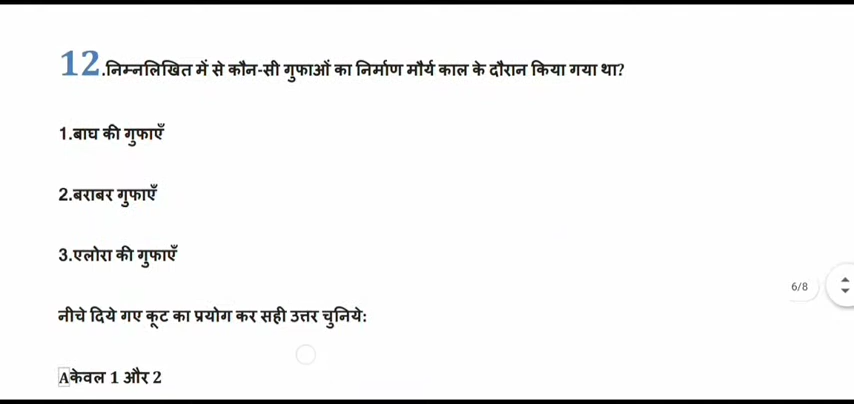 12.निम्नलिखित में से कौन-सी गुफाओं का निर्माण मौर्य काल के दौरान किया गया था?
1.बाघ की गुफाएँ
2.बराबर गुफाएँ
3.एलोरा की गुफाएँ
6/8
नीचे दिये गए कूट का प्रयोग कर सही उत्तर चुनिये:
Aकेवल 1 और 2